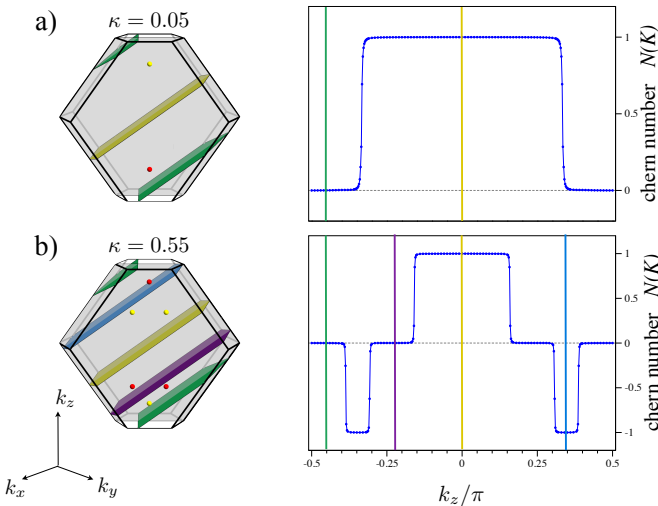 a)
κ = 0.05
1
0.5
0
chern number N(K)
b)
κ = 0.55
1
0.5
0
-0.5
-1
chern number N(K)
-0.5
-0.25
0
0.25
0.5
k_z/π
k_z
k_x
k_y